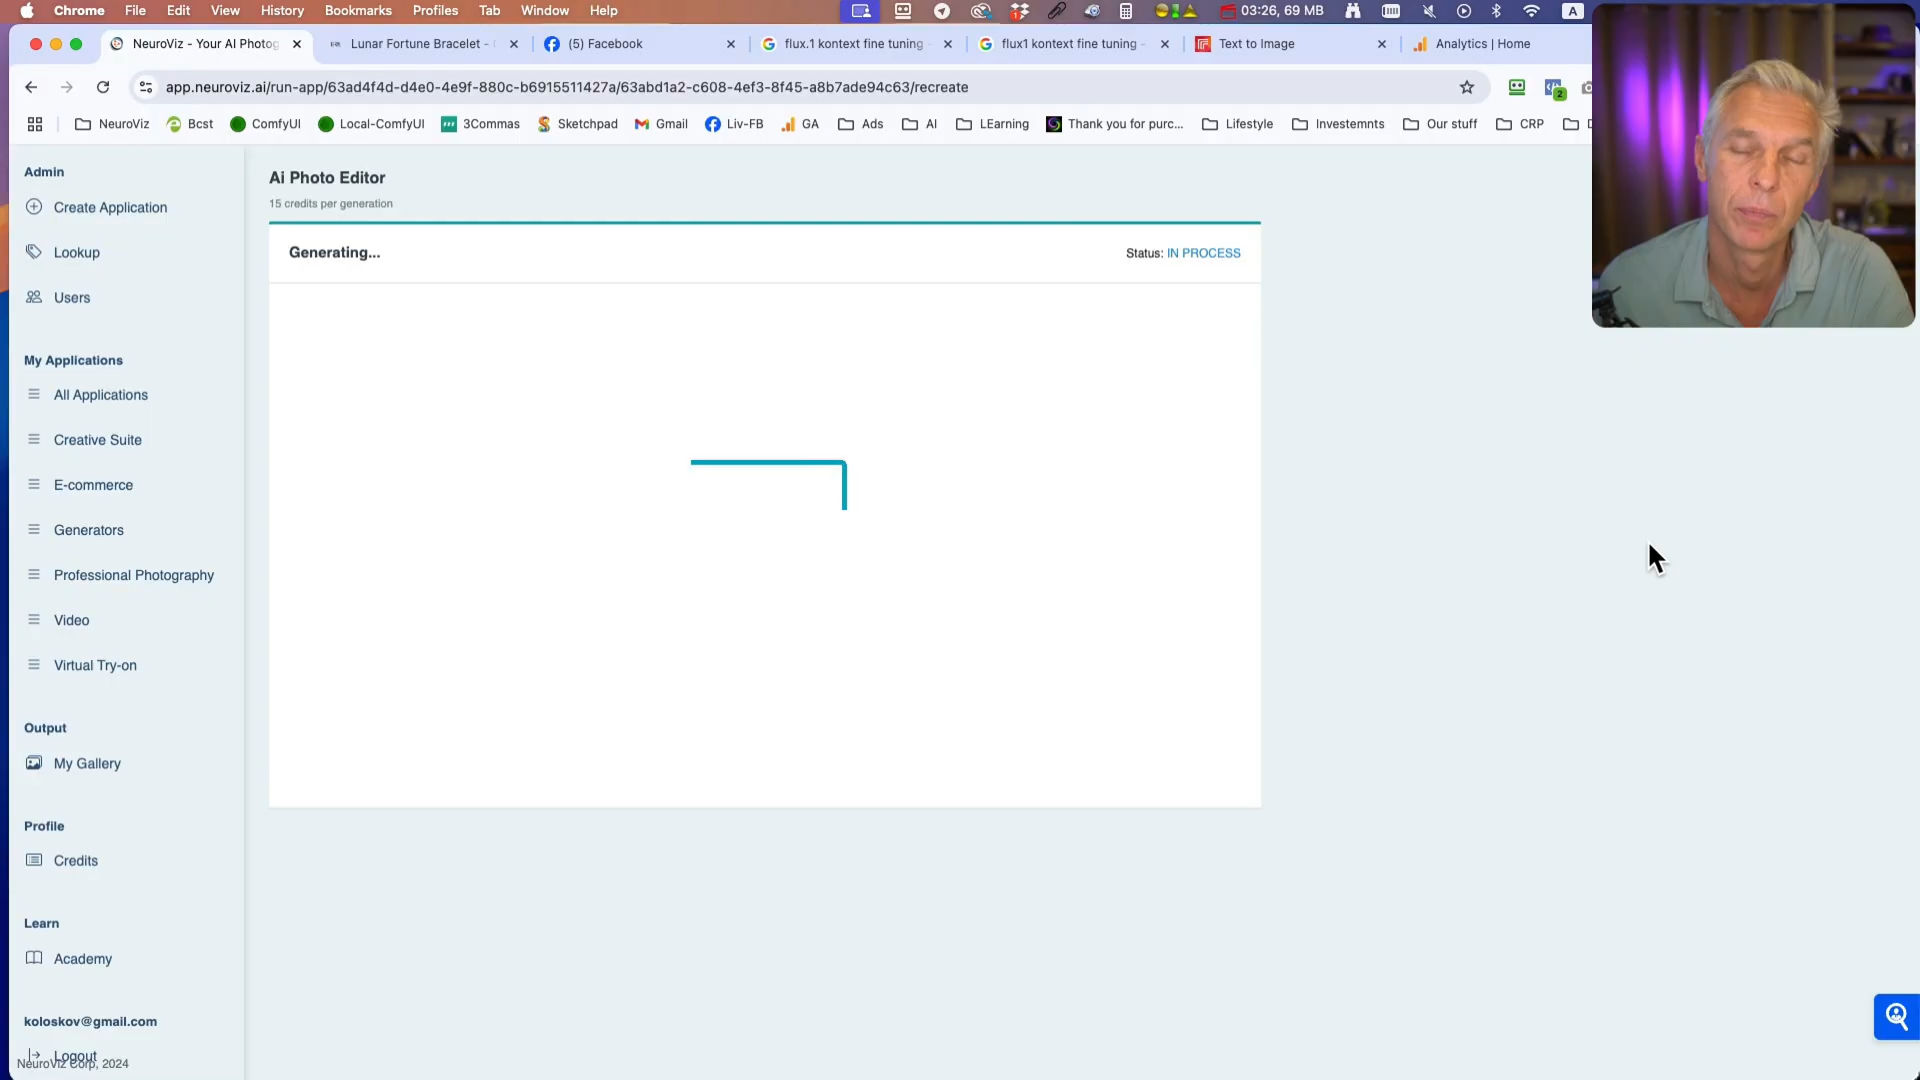 Chrome File Edit View History Bookmarks Profiles Tab Window Help 03:26, 69 MB A
NeuroViz - Your AI Photog Lunar Fortune Bracelet - (5) Facebook flux.1 kontext fine tuning flux1 kontext fine tuning - Text to Image Analytics | Home
app.neuroviz.ai/run-app/63ad4f4d-d4e0-4e9f-880c-b6915511427a/63abd1a2-c608-4ef3-8f45-a8b7ade94c63/recreate 2
NeuroViz Bcst ComfyUI Local-ComfyUI 3Commas Sketchpad Gmail Liv-FB GA Ads AI LEarning Thank you for purc... Lifestyle Investemnts Our stuff CRP
Admin
Create Application
Lookup
Users
My Applications
All Applications
Creative Suite
E-commerce
Generators
Professional Photography
Video
Virtual Try-on
Output
My Gallery
Profile
Credits
Learn
Academy
koloskov@gmail.com
Logout
NeuroViz Corp, 2024
Ai Photo Editor
15 credits per generation
Generating...
Status: IN PROCESS